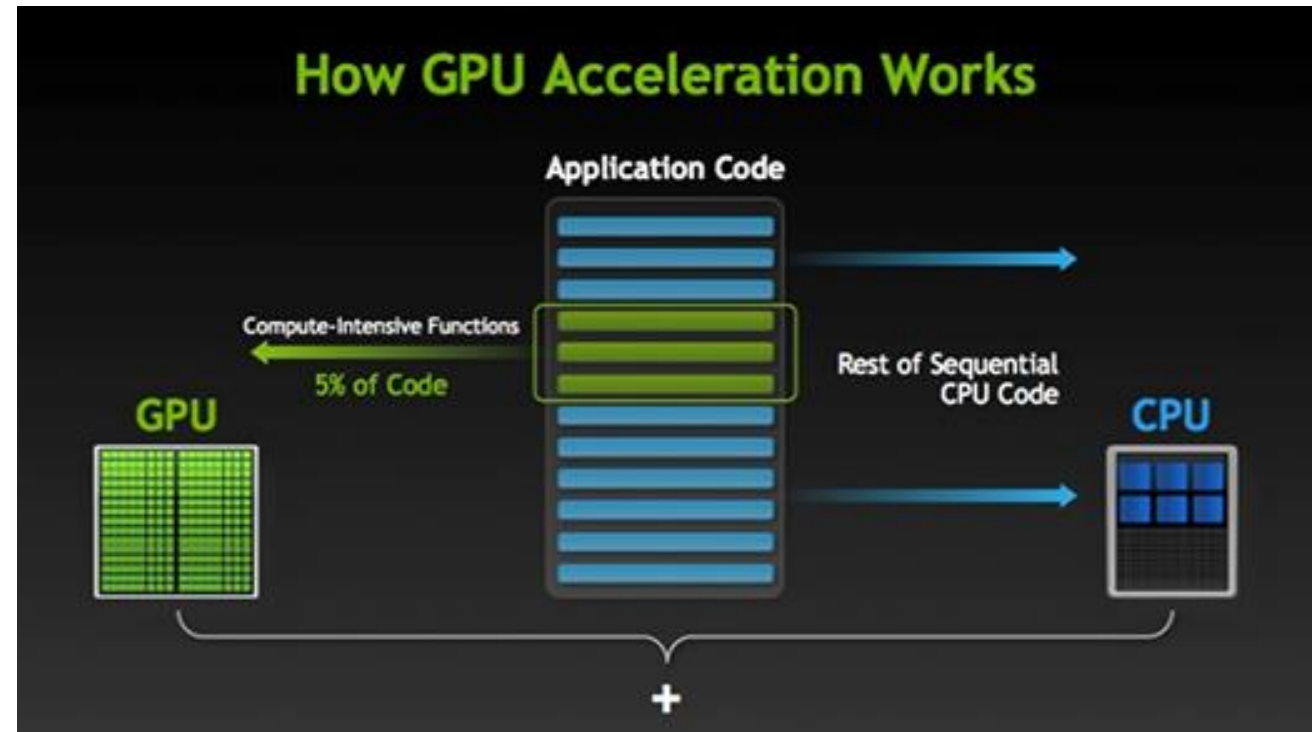 How GPU Acceleration Works
Application Code
Compute-Intensive Functions
5% of Code
Rest of Sequential
CPU Code
GPU
CPU
+